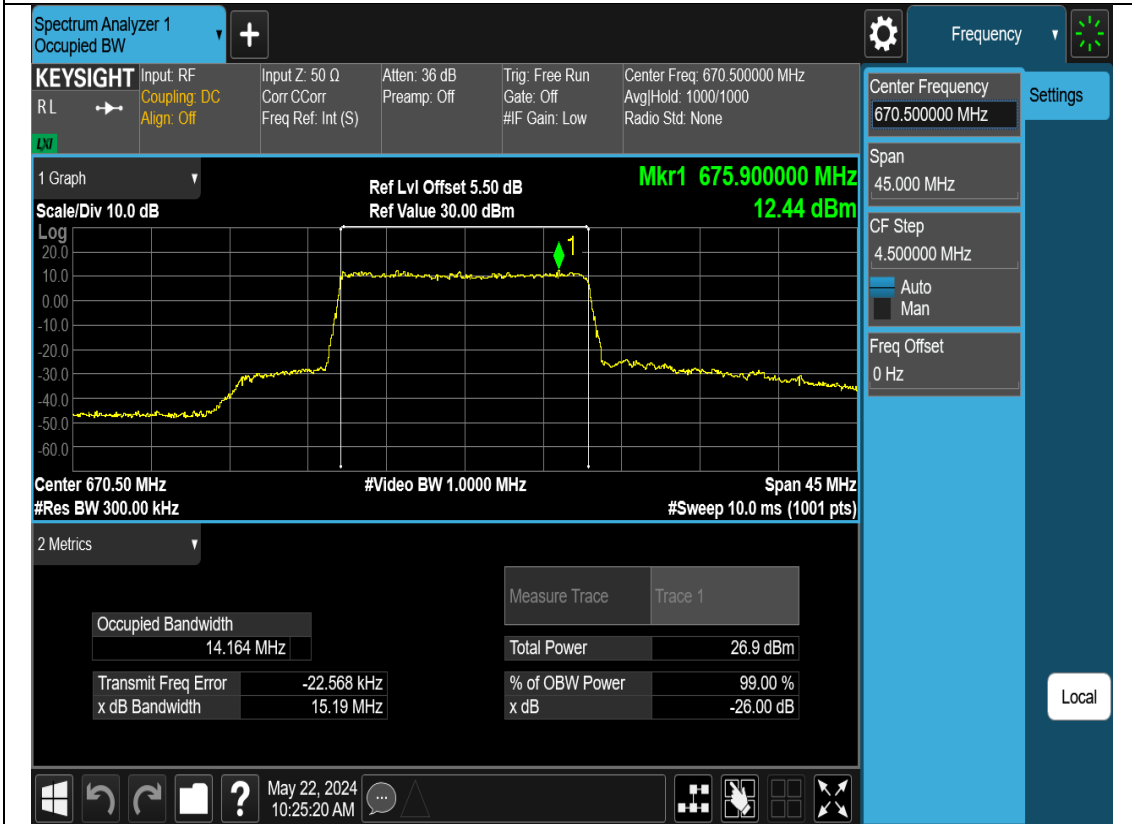 Spectrum Analyzer 1
Occupied BW
▼
+
Frequency
▼
KEYSIGHT
RL
LXI
Input: RF
Coupling: DC
Align: Off
Input Z: 50 Ω
Corr CCorr
Freq Ref: Int (S)
Atten: 36 dB
Preamp: Off
Trig: Free Run
Gate: Off
#IF Gain: Low
Center Freq: 670.500000 MHz
Avg|Hold: 1000/1000
Radio Std: None
Center Frequency
670.500000 MHz
Settings
Span
45.000 MHz
CF Step
4.500000 MHz
Auto
Man
Freq Offset
0 Hz
Local
1 Graph
▼
Scale/Div 10.0 dB
Ref Lvl Offset 5.50 dB
Ref Value 30.00 dBm
Mkr1 675.900000 MHz
12.44 dBm
Log
20.0
10.0
0.00
-10.0
-20.0
-30.0
-40.0
-50.0
-60.0
1
Center 670.50 MHz
#Video BW 1.0000 MHz
Span 45 MHz
#Res BW 300.00 kHz
#Sweep 10.0 ms (1001 pts)
2 Metrics
▼
Measure Trace Trace 1
Occupied Bandwidth
14.164 MHz
Total Power 26.9 dBm
Transmit Freq Error -22.568 kHz
% of OBW Power 99.00 %
x dB Bandwidth 15.19 MHz
x dB -26.00 dB
?
May 22, 2024
10:25:20 AM